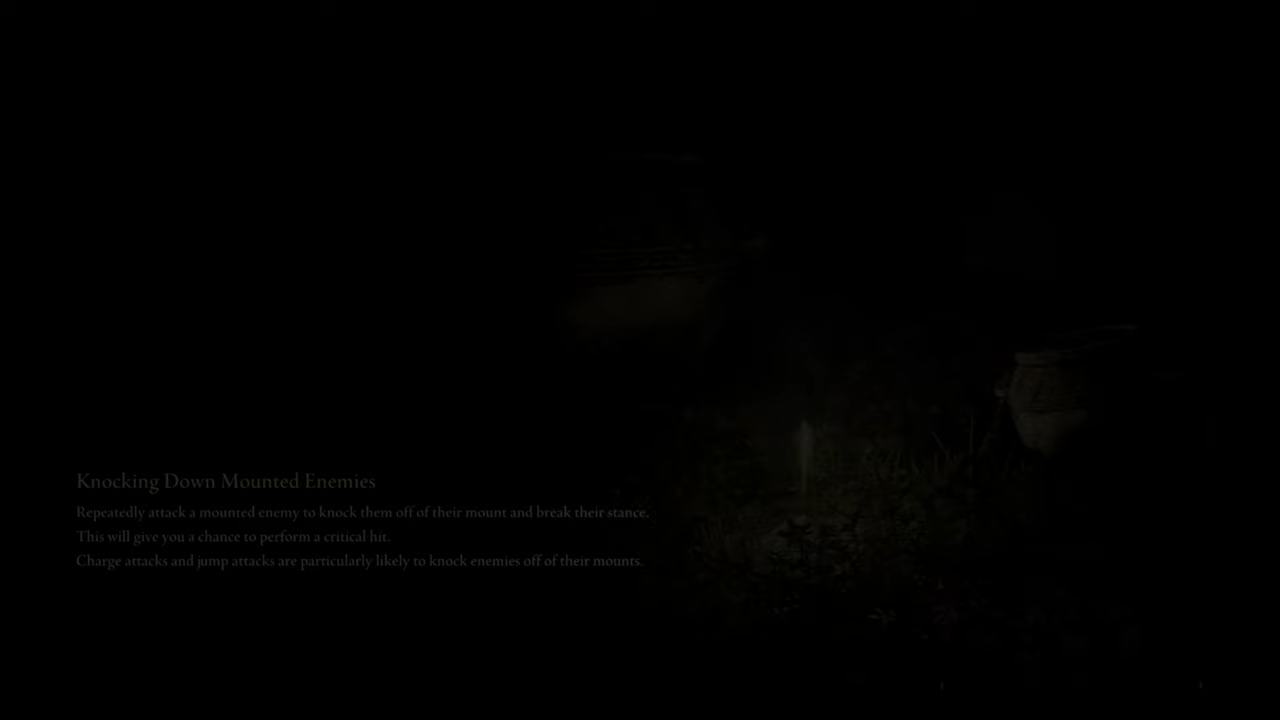 Knocking Down Mounted Enemies
Repeatedly attack a mounted enemy to knock them off of their mount and break their stance.
This will give you a chance to perform a critical hit.
Charge attacks and jump attacks are particularly likely to knock enemies off of their mounts.